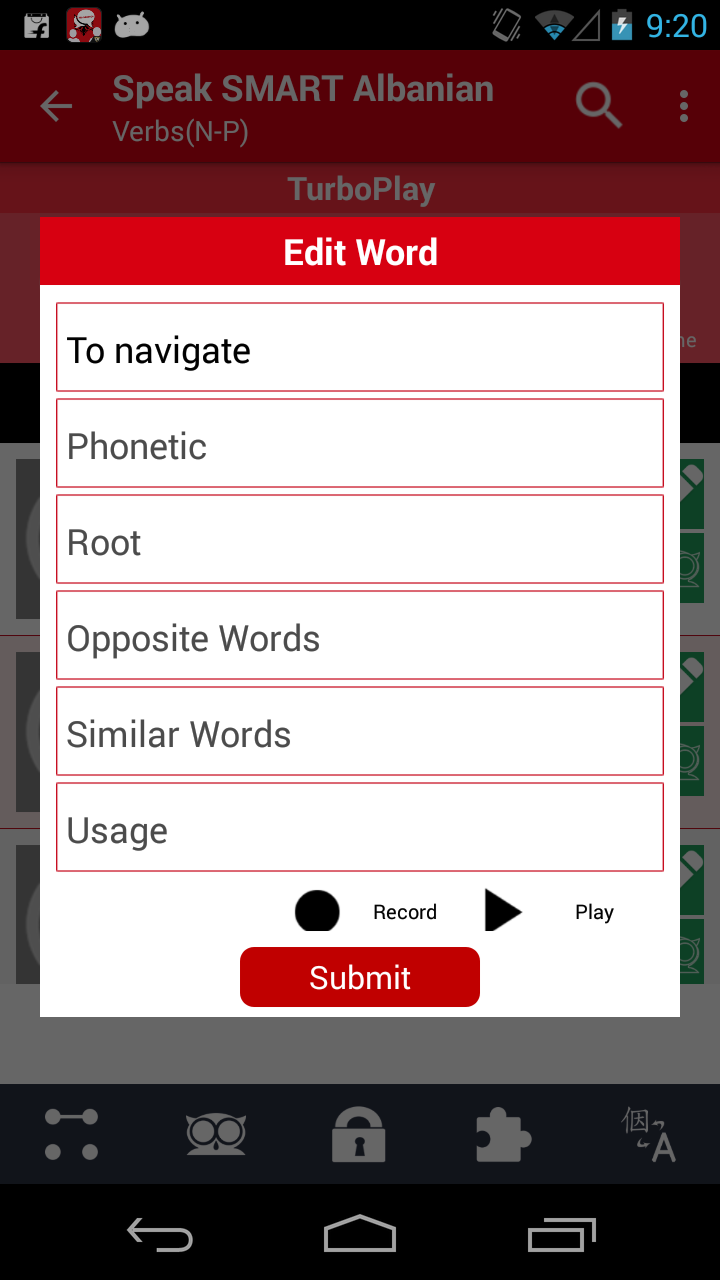 9:20
Speak SMART Albanian
Verbs(N-P)
TurboPlay
Edit Word
To navigate
Phonetic
Root
Opposite Words
Similar Words
Usage
Record
Play
Submit
個
A